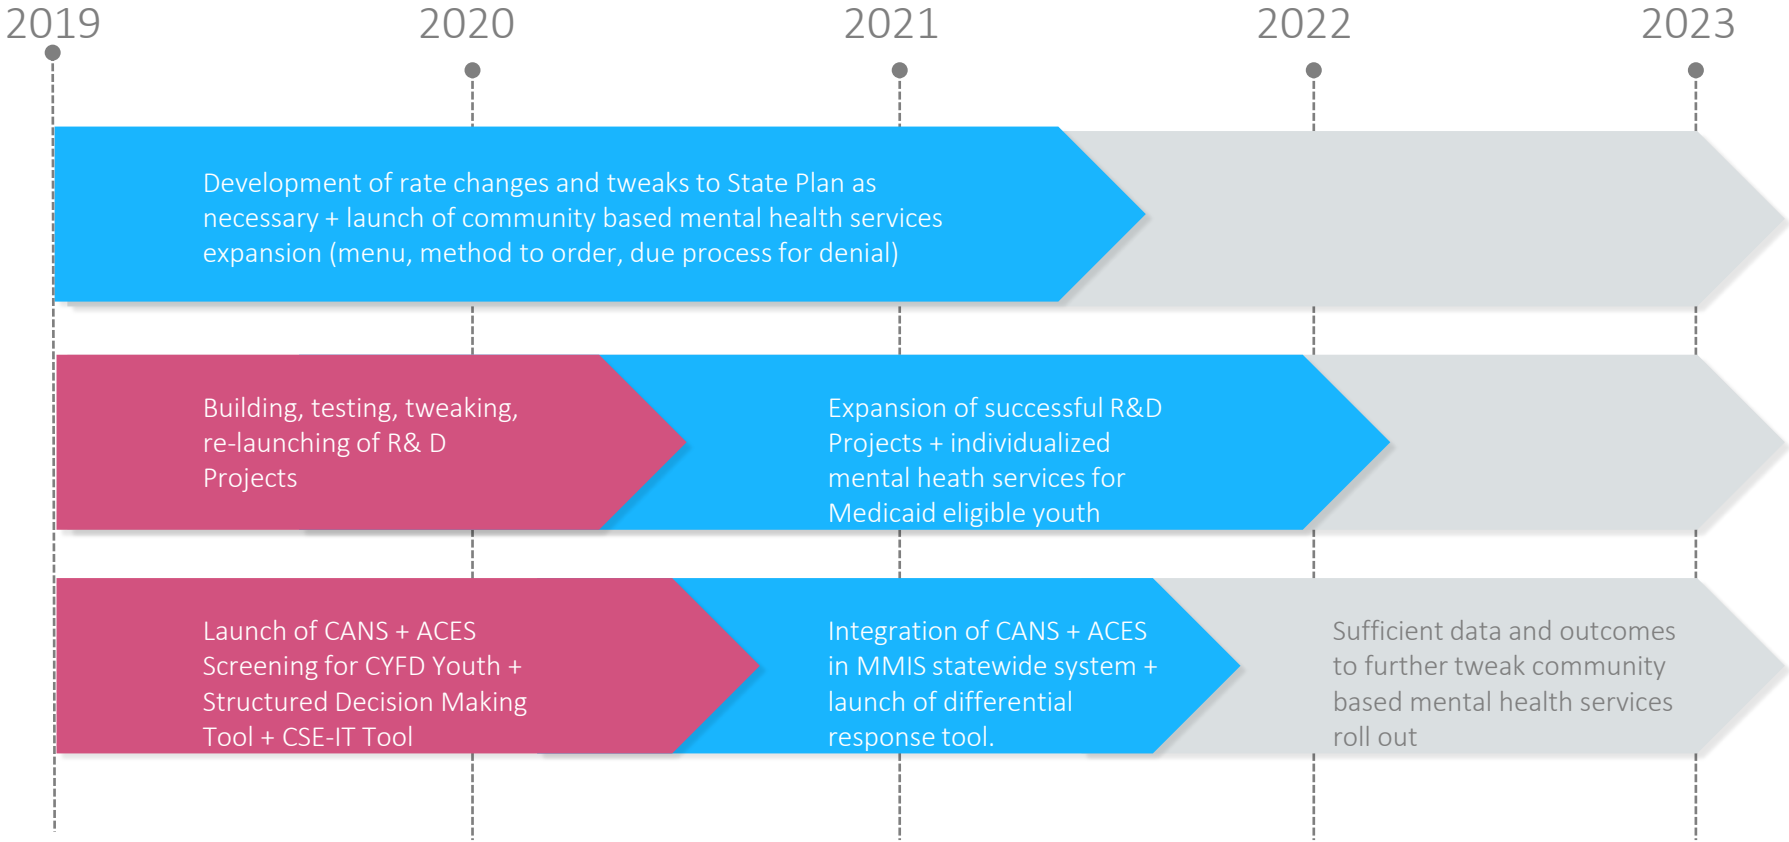 2019 2020 2021 2022 2023
Development of rate changes and tweaks to State Plan as
necessary + launch of community based mental health services
expansion (menu, method to order, due process for denial)
Building, testing, tweaking,
re-launching of R& D
Projects
Expansion of successful R&D
Projects + individualized
mental heath services for
Medicaid eligible youth
Launch of CANS + ACES
Screening for CYFD Youth +
Structured Decision Making
Tool + CSE-IT Tool
Integration of CANS + ACES
in MMIS statewide system +
launch of differential
response tool.
Sufficient data and outcomes
to further tweak community
based mental health services
roll out